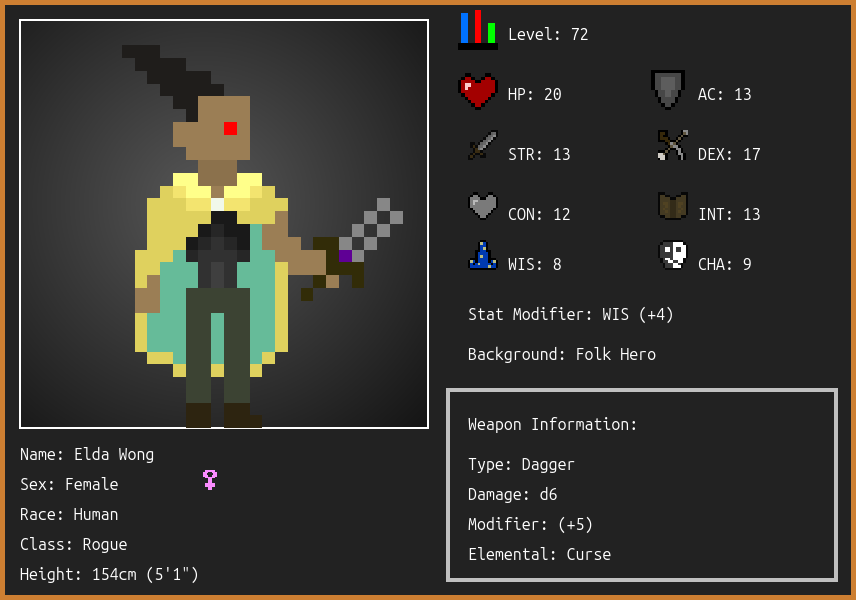 Level: 72
HP: 20
AC: 13
STR: 13
DEX: 17
CON: 12
INT: 13
WIS: 8
CHA: 9
Stat Modifier: WIS (+4)
Background: Folk Hero
Weapon Information:
Type: Dagger
Damage: d6
Modifier: (+5)
Elemental: Curse
Name: Elda Wong
Sex: Female
Race: Human
Class: Rogue
Height: 154cm (5'1")